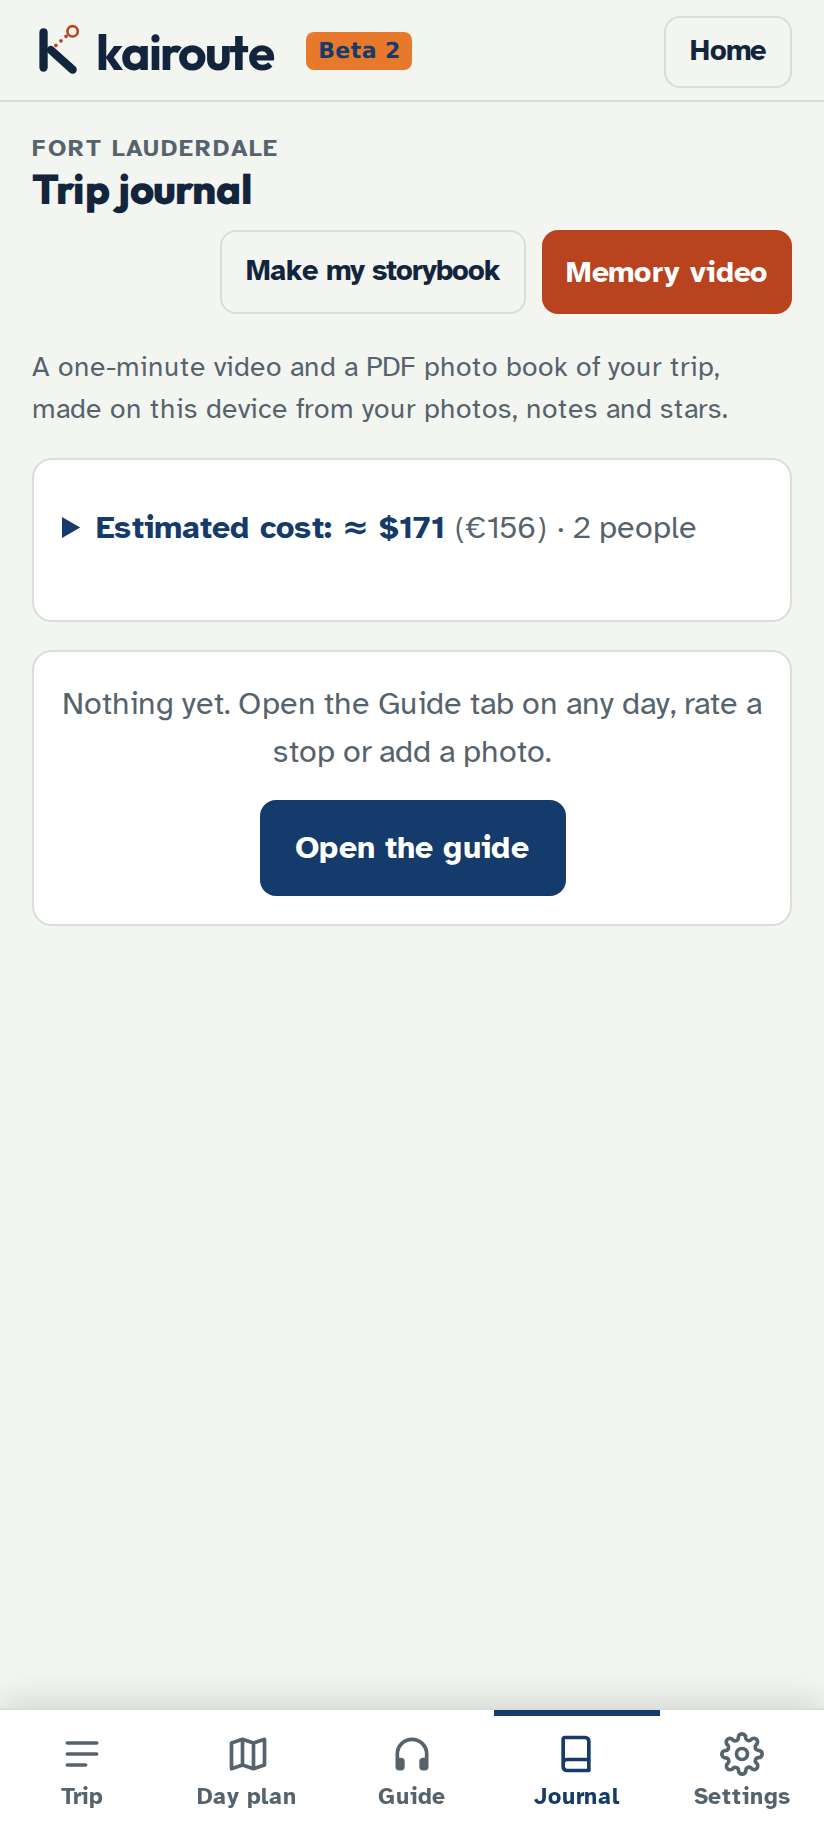 kairoute
Beta 2
Home
FORT LAUDERDALE
Trip journal
Make my storybook
Memory video
A one-minute video and a PDF photo book of your trip,
made on this device from your photos, notes and stars.
Estimated cost: ≈ $171 (€156) · 2 people
Nothing yet. Open the Guide tab on any day, rate a
stop or add a photo.
Open the guide
Trip
Day plan
Guide
Journal
Settings